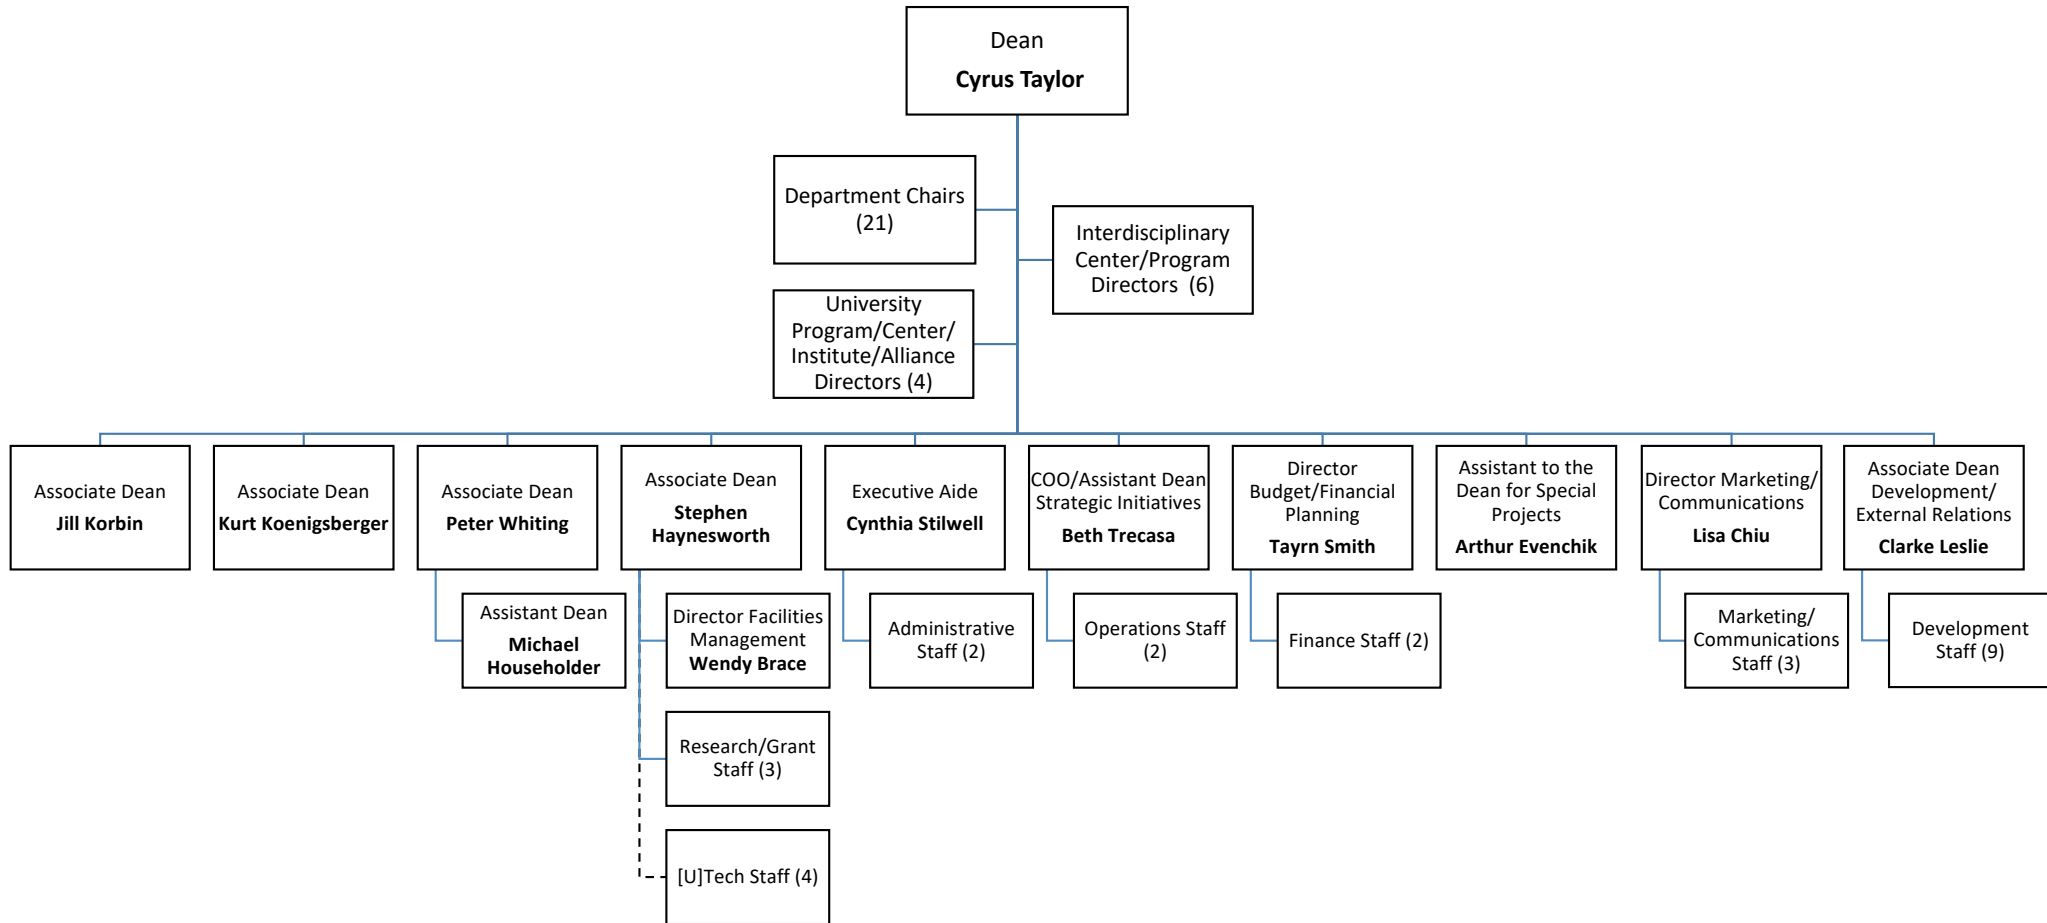 Dean
Cyrus Taylor
Department Chairs
(21)
Interdisciplinary
Center/Program
Directors  (6)
University
Program/Center/
Institute/Alliance
Directors (4)
Associate Dean
Jill Korbin
Associate Dean
Kurt Koenigsberger
Associate Dean
Peter Whiting
Associate Dean
Stephen
Haynesworth
Executive Aide
Cynthia Stilwell
COO/Assistant Dean
Strategic Initiatives
Beth Trecasa
Director
Budget/Financial
Planning
Tayrn Smith
Assistant to the
Dean for Special
Projects
Arthur Evenchik
Director Marketing/
Communications
Lisa Chiu
Associate Dean
Development/
External Relations
Clarke Leslie
Assistant Dean
Michael
Householder
Director Facilities
Management
Wendy Brace
Administrative
Staff (2)
Operations Staff
(2)
Finance Staff (2)
Marketing/
Communications
Staff (3)
Development
Staff (9)
Research/Grant
Staff (3)
[U]Tech Staff (4)